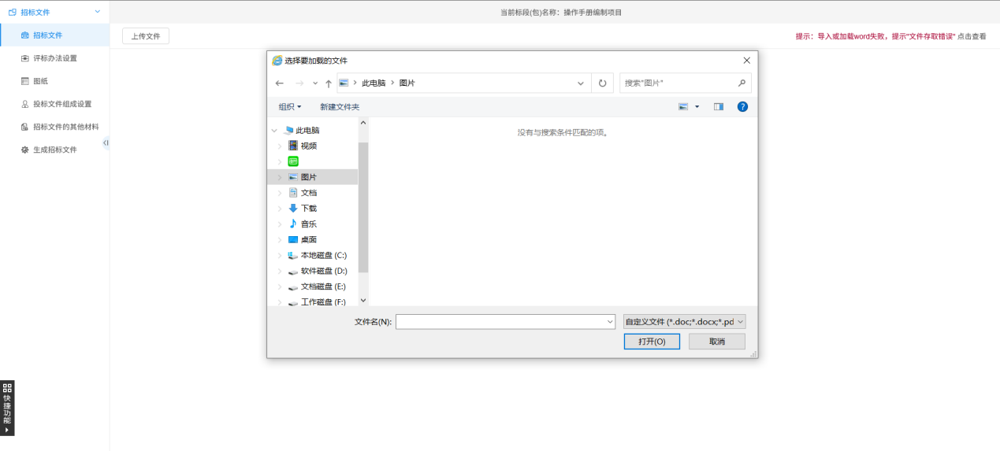 招标文件
当前标段(包)名称：操作手册编制项目
招标文件
上传文件
提示：导入或加载word失败，提示"文件存取错误" 点击查看
评标办法设置
图纸
投标文件组成设置
招标文件的其他材料
生成招标文件
选择要加载的文件
此电脑 > 图片
搜索"图片"
组织
新建文件夹
没有与搜索条件匹配的项。
此电脑
视频
图片
文档
下载
音乐
桌面
本地磁盘 (C:)
软件磁盘 (D:)
文档磁盘 (E:)
工作磁盘 (F:)
文件名(N):
自定义文件 (*.doc;*.docx;*.pd
打开(O)
取消
快捷功能